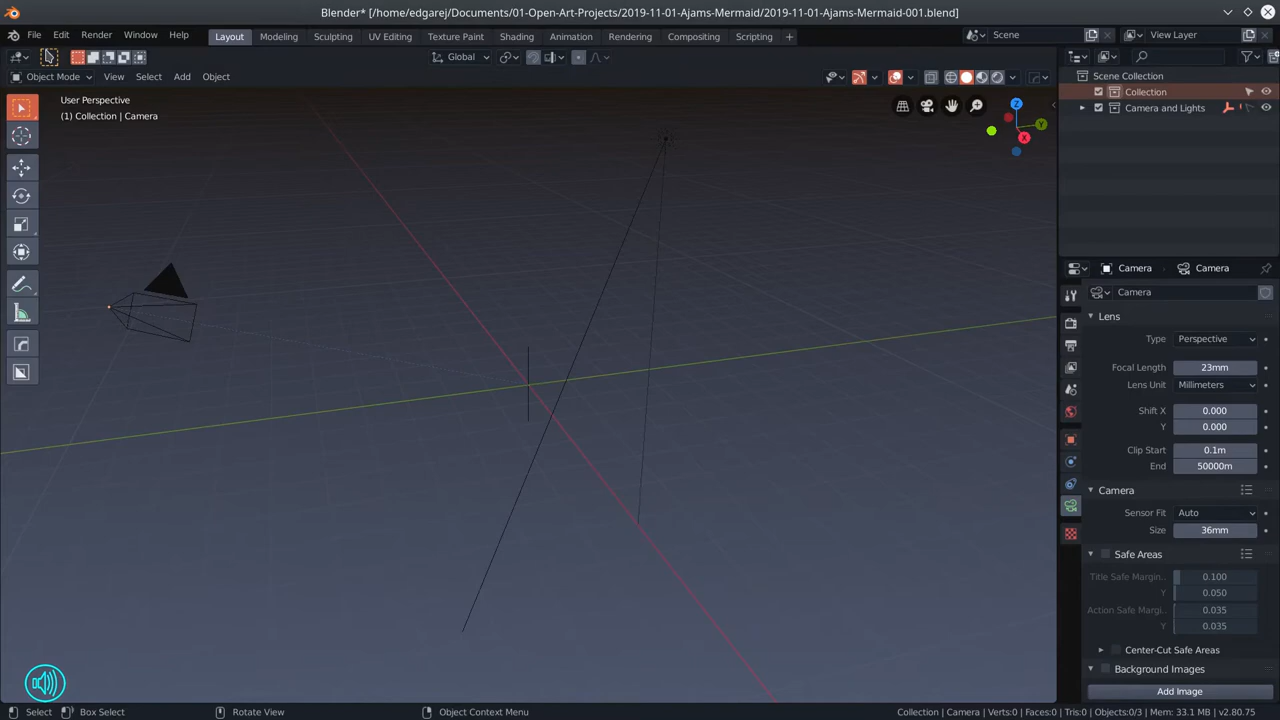 Blender* [/home/edgarej/Documents/01-Open-Art-Projects/2019-11-01-Ajams-Mermaid/2019-11-01-Ajams-Mermaid-001.blend]
File Edit Render Window Help Layout Modeling Sculpting UV Editing Texture Paint Shading Animation Rendering Compositing Scripting + Scene View Layer
Global
Object Mode View Select Add Object
User Perspective
(1) Collection | Camera
Z
Y
X
Scene Collection
Collection
Camera and Lights
Camera Camera
Camera
Lens
Type Perspective
Focal Length 23mm
Lens Unit Millimeters
Shift X 0.000
Y 0.000
Clip Start 0.1m
End 50000m
Camera
Sensor Fit Auto
Size 36mm
Safe Areas
Title Safe Margin.. 0.100
Y 0.050
Action Safe Margi.. 0.035
Y 0.035
Center-Cut Safe Areas
Background Images
Add Image
Select Box Select Rotate View Object Context Menu Collection | Camera | Verts:0 | Faces:0 | Tris:0 | Objects:0/3 | Mem: 33.1 MB | v2.80.75